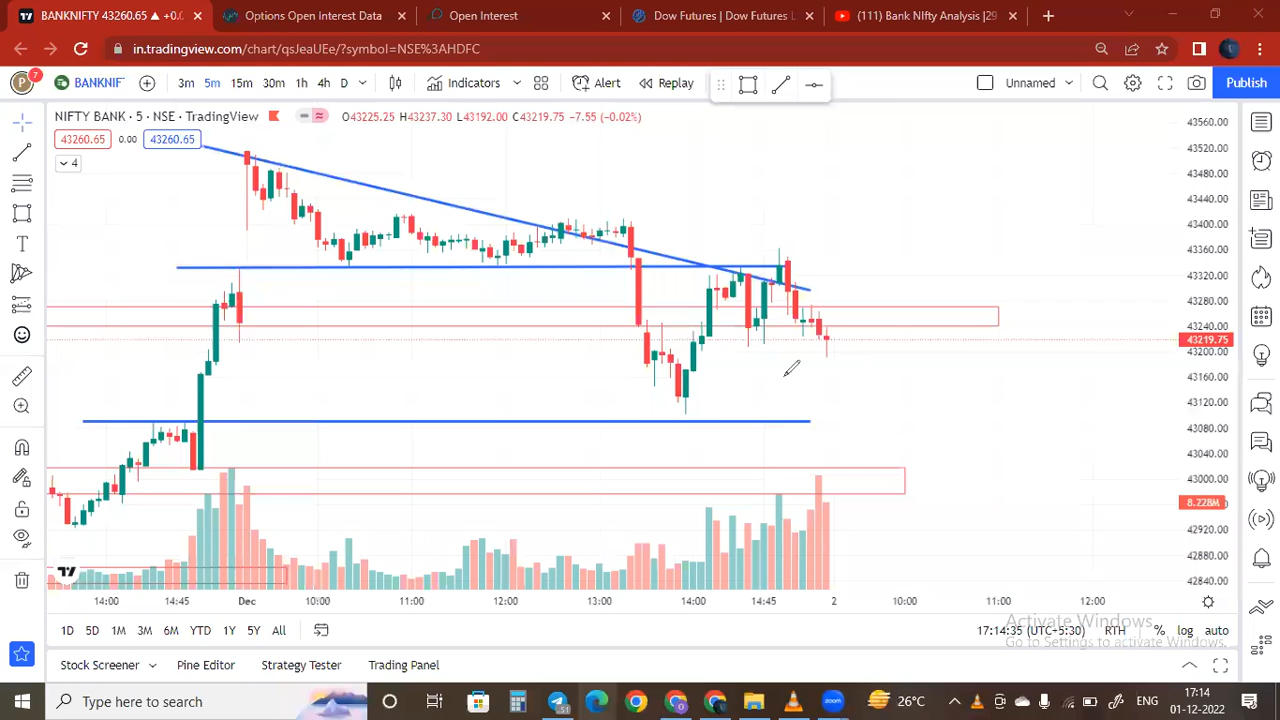 BANKNIFTY 43260.65 ▲ +0.
Options Open Interest Data
Open Interest
Dow Futures | Dow Futures L
(111) Bank NIfty Analysis |29
in.tradingview.com/chart/qsJeaUEe/?symbol=NSE%3AHDFC
P
7
BANKNIF
3m 5m 15m 30m 1h 4h D
Indicators
Alert
Replay
Unnamed
Publish
NIFTY BANK · 5 · NSE · TradingView
O43225.25 H43237.30 L43192.00 C43219.75 −7.55 (−0.02%)
43260.65 0.00 43260.65
4
43560.00
43520.00
43480.00
43440.00
43400.00
43360.00
43320.00
43280.00
43240.00
43219.75
43200.00
43160.00
43120.00
43080.00
43040.00
43000.00
8.228M
42920.00
42880.00
42840.00
14:00 14:45 Dec 10:00 11:00 12:00 13:00 14:00 14:45 2 10:00 11:00 12:00
1D 5D 1M 3M 6M YTD 1Y 5Y All
17:14:35 (UTC+5:30) RTH % log auto
Activate Windows
Go to Settings to activate Windows.
Stock Screener Pine Editor Strategy Tester Trading Panel
Type here to search
zoom
26°C
ENG
17:14
01-12-2022